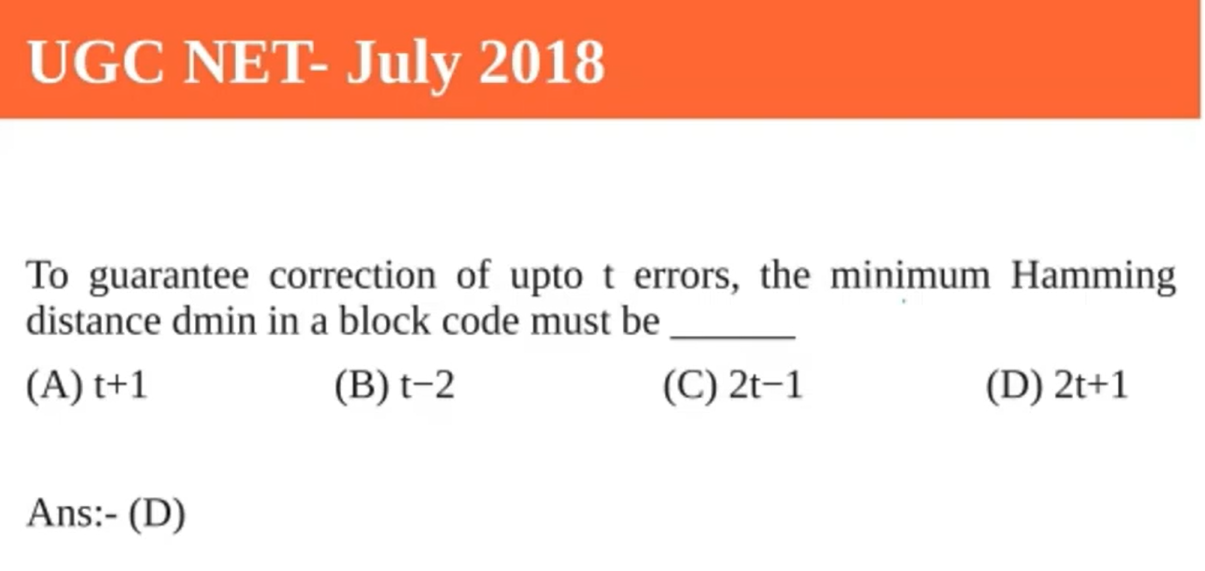 UGC NET- July 2018
To guarantee correction of upto t errors, the minimum Hamming
distance dmin in a block code must be ______
(A) t+1 (B) t−2 (C) 2t−1 (D) 2t+1
Ans:- (D)